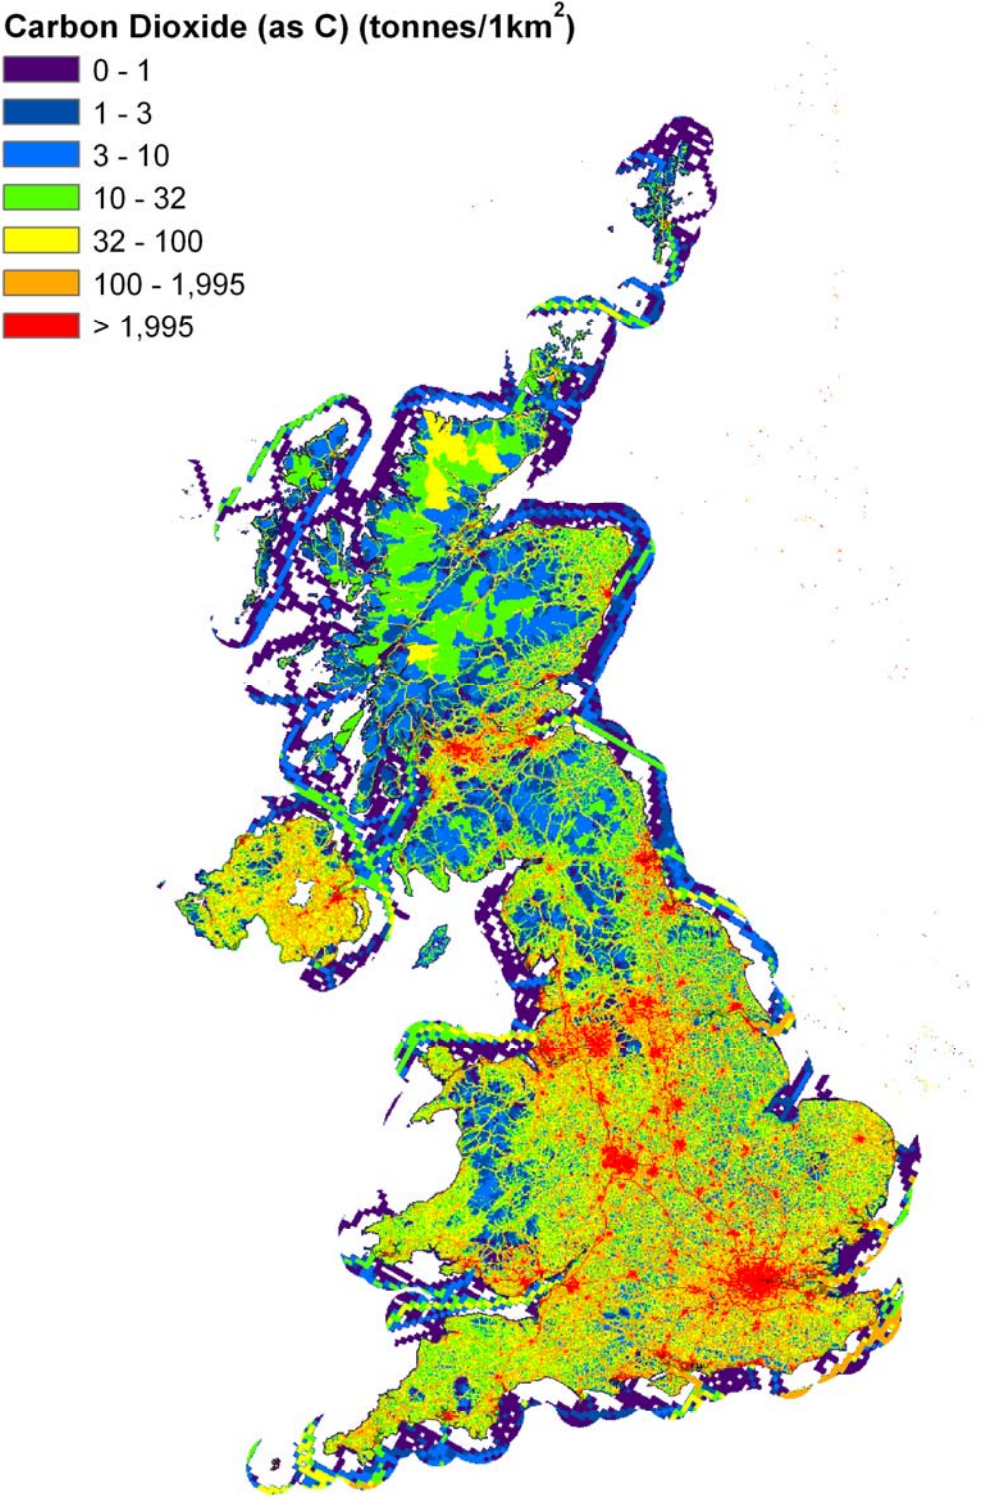 Carbon Dioxide (as C) (tonnes/1km²)
0 - 1
1 - 3
3 - 10
10 - 32
32 - 100
100 - 1,995
> 1,995